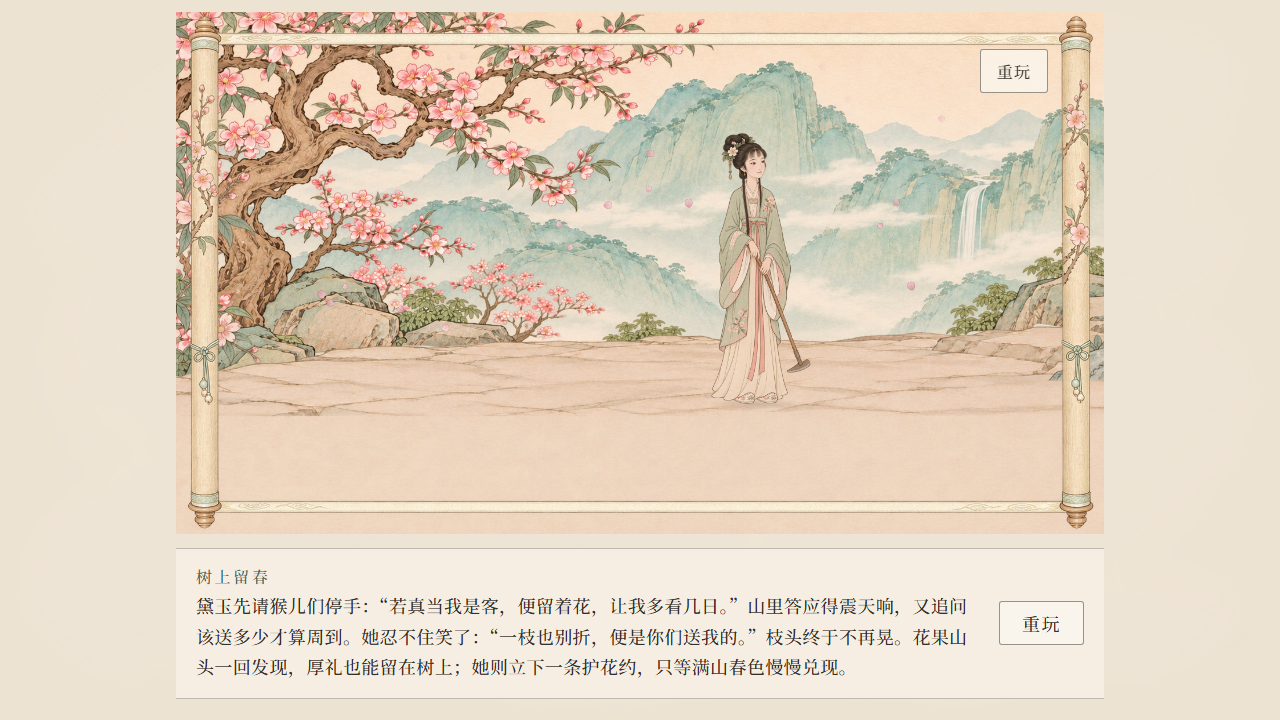 重玩
树上留春
黛玉先请猴儿们停手：“若真当我是客，便留着花，让我多看几日。”山里答应得震天响，又追问
该送多少才算周到。她忍不住笑了：“一枝也别折，便是你们送我的。”枝头终于不再晃。花果山
头一回发现，厚礼也能留在树上；她则立下一条护花约，只等满山春色慢慢兑现。
重玩